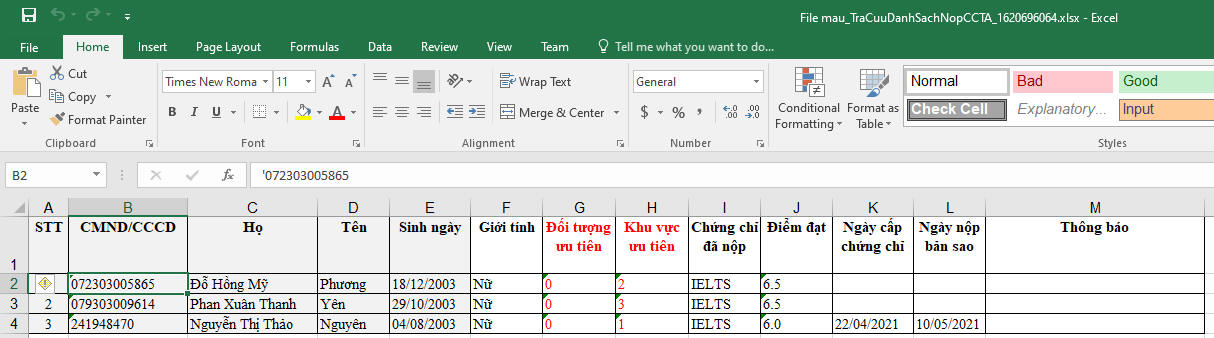 File mau_TraCuuDanhSachNopCCTA_1620696064.xlsx - Excel
File Home Insert Page Layout Formulas Data Review View Team Tell me what you want to do...
Cut
Copy
Format Painter
Paste
Clipboard
Times New Roma 11 A A
B I U A
Font
Wrap Text
Merge & Center
Alignment
General
$ % , .00
Number
Conditional Formatting
Format as Table
Normal Bad Good
Check Cell Explanatory... Input
Styles
B2 fx '072303005865
A B C D E F G H I J K L M
1 STT CMND/CCCD Họ Tên Sinh ngày Giới tính Đối tượng ưu tiên Khu vực ưu tiên Chứng chỉ đã nộp Điểm đạt Ngày cấp chứng chỉ Ngày nộp bản sao Thông báo
2 072303005865 Đỗ Hồng Mỹ Phương 18/12/2003 Nữ 0 2 IELTS 6.5
3 2 079303009614 Phan Xuân Thanh Yên 29/10/2003 Nữ 0 3 IELTS 6.5
4 3 241948470 Nguyễn Thị Thảo Nguyên 04/08/2003 Nữ 0 1 IELTS 6.0 22/04/2021 10/05/2021